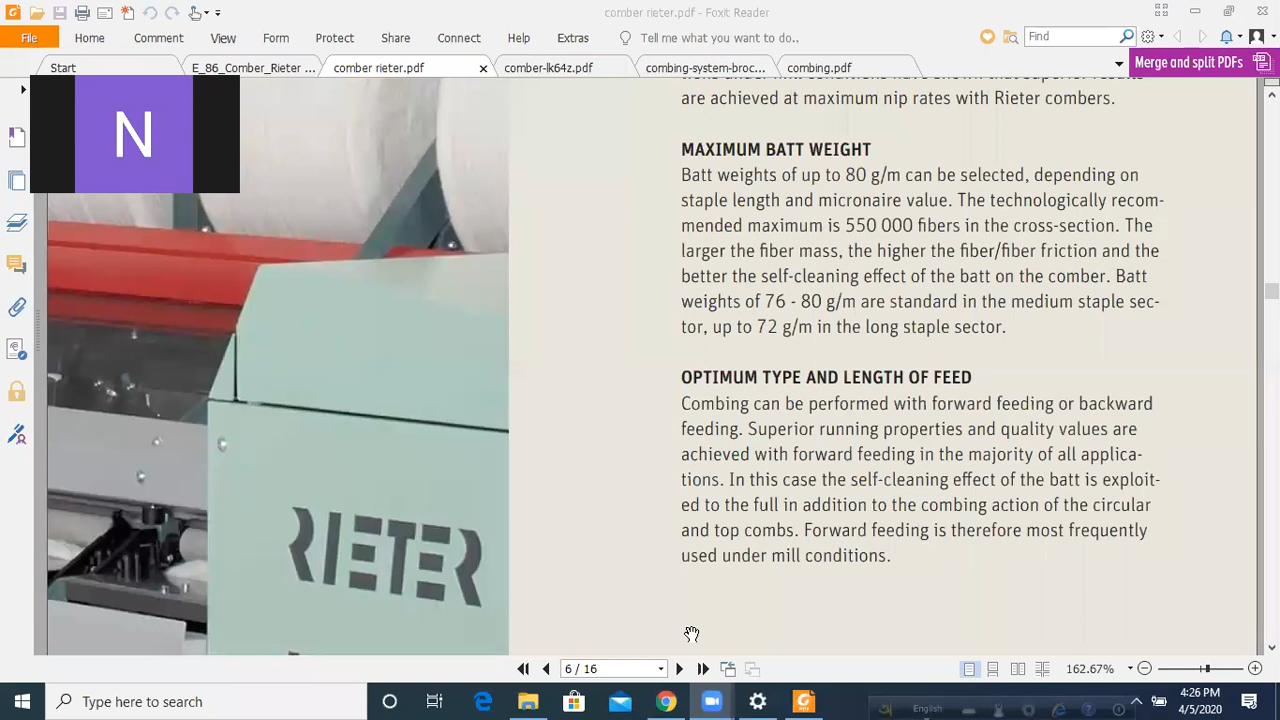 comber rieter.pdf - Foxit Reader
File
Home
Comment
View
Form
Protect
Share
Connect
Help
Extras
Tell me what you want to do...
Find
Start
E_86_Comber_Rieter ...
comber rieter.pdf
comber-lk64z.pdf
combing-system-broc...
combing.pdf
Merge and split PDFs
N
are achieved at maximum nip rates with Rieter combers.
MAXIMUM BATT WEIGHT
Batt weights of up to 80 g/m can be selected, depending on
staple length and micronaire value. The technologically recom-
mended maximum is 550 000 fibers in the cross-section. The
larger the fiber mass, the higher the fiber/fiber friction and the
better the self-cleaning effect of the batt on the comber. Batt
weights of 76 - 80 g/m are standard in the medium staple sec-
tor, up to 72 g/m in the long staple sector.
OPTIMUM TYPE AND LENGTH OF FEED
Combing can be performed with forward feeding or backward
feeding. Superior running properties and quality values are
achieved with forward feeding in the majority of all applica-
tions. In this case the self-cleaning effect of the batt is exploit-
ed to the full in addition to the combing action of the circular
and top combs. Forward feeding is therefore most frequently
used under mill conditions.
RIETER
6 / 16
162.67%
Type here to search
English
4:26 PM
4/5/2020